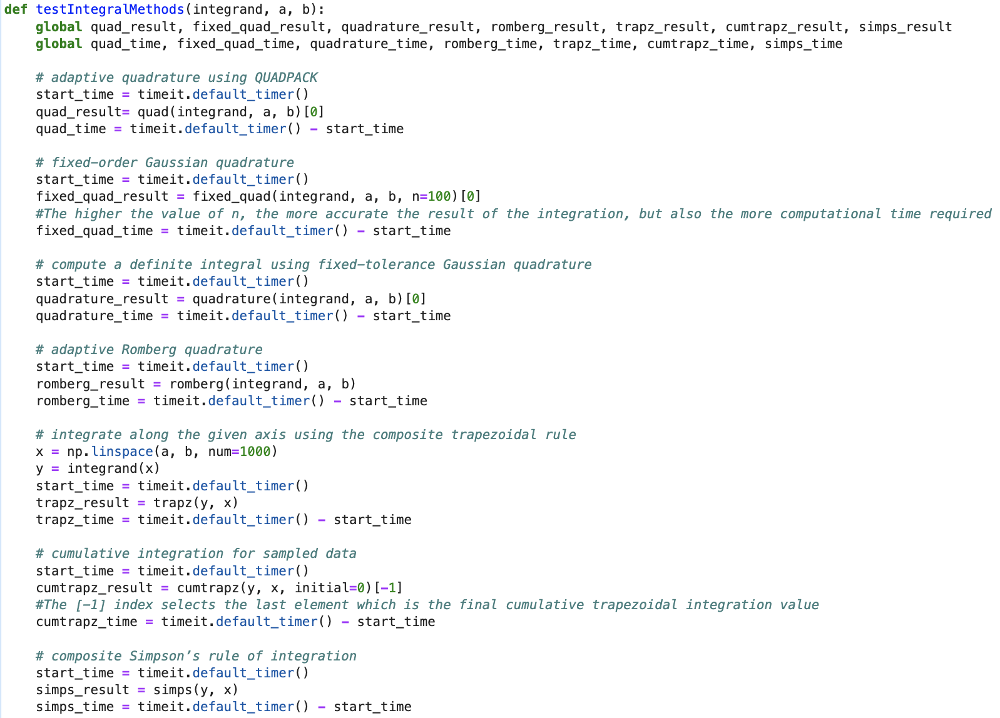 def testIntegralMethods(integrand, a, b):
    global quad_result, fixed_quad_result, quadrature_result, romberg_result, trapz_result, cumtrapz_result, simps_result
    global quad_time, fixed_quad_time, quadrature_time, romberg_time, trapz_time, cumtrapz_time, simps_time

    # adaptive quadrature using QUADPACK
    start_time = timeit.default_timer()
    quad_result= quad(integrand, a, b)[0]
    quad_time = timeit.default_timer() - start_time

    # fixed-order Gaussian quadrature
    start_time = timeit.default_timer()
    fixed_quad_result = fixed_quad(integrand, a, b, n=100)[0]
    #The higher the value of n, the more accurate the result of the integration, but also the more computational time required
    fixed_quad_time = timeit.default_timer() - start_time

    # compute a definite integral using fixed-tolerance Gaussian quadrature
    start_time = timeit.default_timer()
    quadrature_result = quadrature(integrand, a, b)[0]
    quadrature_time = timeit.default_timer() - start_time

    # adaptive Romberg quadrature
    start_time = timeit.default_timer()
    romberg_result = romberg(integrand, a, b)
    romberg_time = timeit.default_timer() - start_time

    # integrate along the given axis using the composite trapezoidal rule
    x = np.linspace(a, b, num=1000)
    y = integrand(x)
    start_time = timeit.default_timer()
    trapz_result = trapz(y, x)
    trapz_time = timeit.default_timer() - start_time

    # cumulative integration for sampled data
    start_time = timeit.default_timer()
    cumtrapz_result = cumtrapz(y, x, initial=0)[-1]
    #The [-1] index selects the last element which is the final cumulative trapezoidal integration value
    cumtrapz_time = timeit.default_timer() - start_time

    # composite Simpson’s rule of integration
    start_time = timeit.default_timer()
    simps_result = simps(y, x)
    simps_time = timeit.default_timer() - start_time